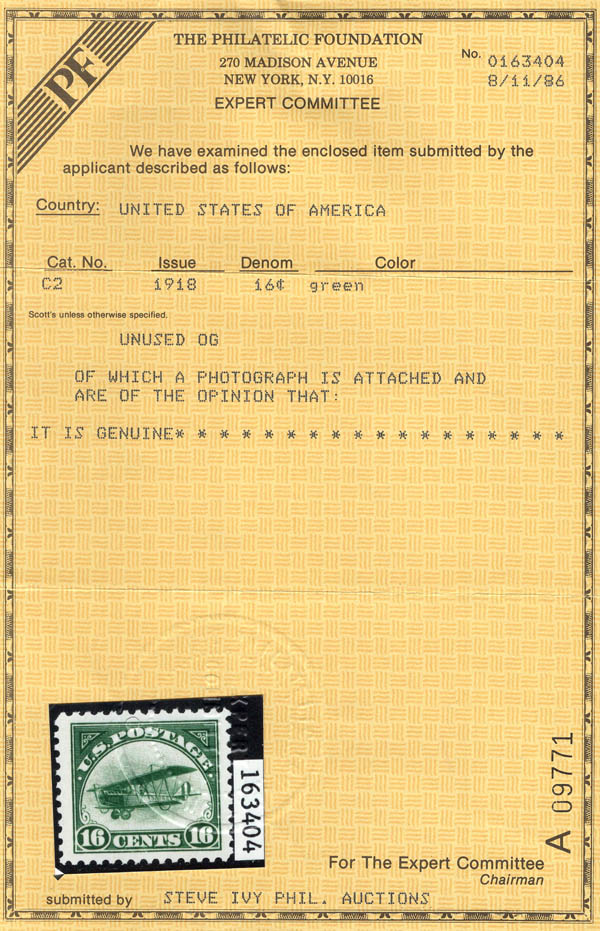 PF
THE PHILATELIC FOUNDATION
270 MADISON AVENUE
NEW YORK, N.Y. 10016
EXPERT COMMITTEE
No. 0163404
8/11/86
We have examined the enclosed item submitted by the
applicant described as follows:
Country: UNITED STATES OF AMERICA
Cat. No. Issue Denom Color
C2 1918 16¢ green
Scott's unless otherwise specified.
UNUSED OG
OF WHICH A PHOTOGRAPH IS ATTACHED AND
ARE OF THE OPINION THAT:
IT IS GENUINE* * * * * * * * * * * * * * * * * *
U.S. POSTAGE
16 CENTS 16
163404
A 09771
For The Expert Committee
Chairman
submitted by STEVE IVY PHIL. AUCTIONS